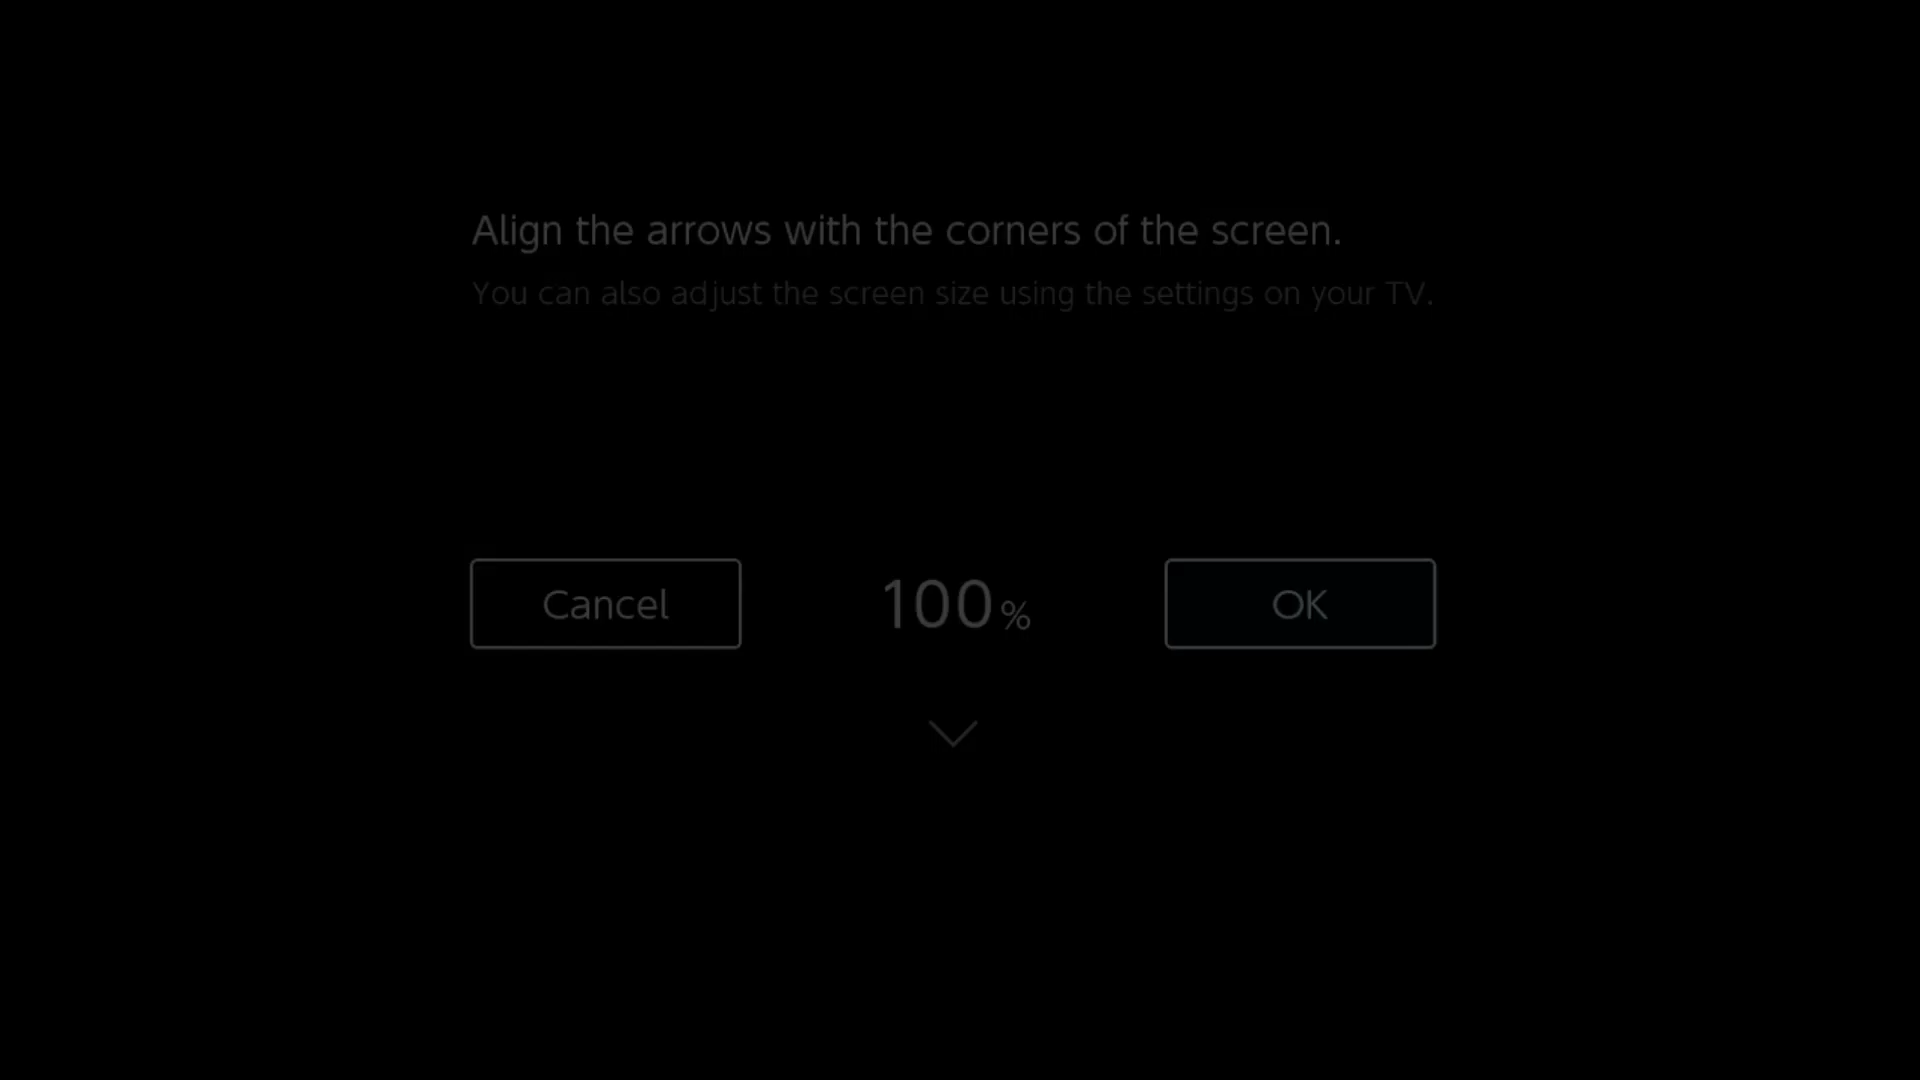 Align the arrows with the corners of the screen.
You can also adjust the screen size using the settings on your TV.
Cancel 100% OK